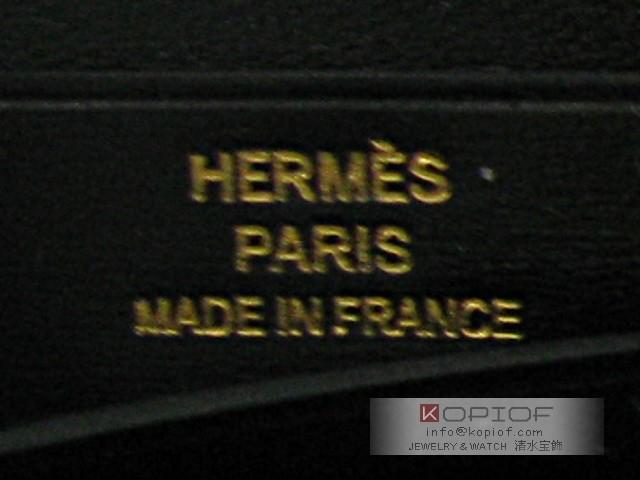 HERMÈS
PARIS
MADE IN FRANCE
KOPIOF
info@kopiof.com
JEWELRY & WATCH 清水宝飾